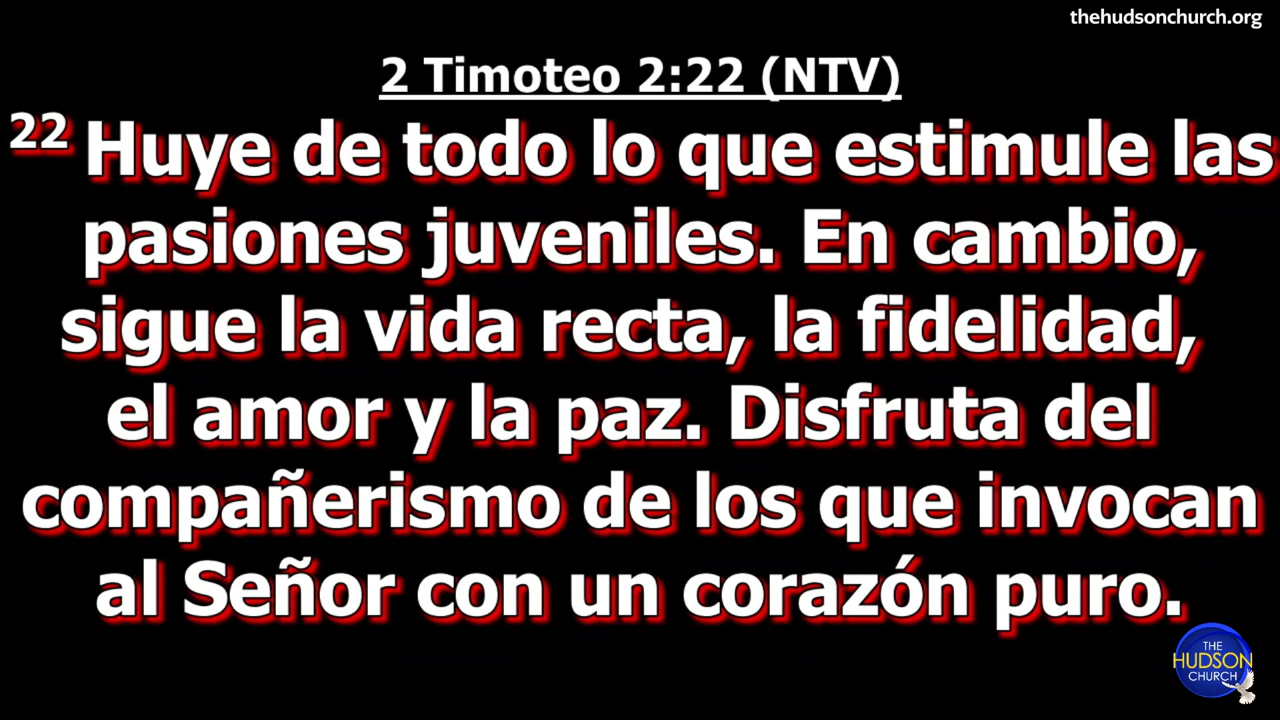 thehudsonchurch.org
2 Timoteo 2:22 (NTV)
22 Huye de todo lo que estimule las
pasiones juveniles. En cambio,
sigue la vida recta, la fidelidad,
el amor y la paz. Disfruta del
compañerismo de los que invocan
al Señor con un corazón puro.
THE
HUDSON
CHURCH